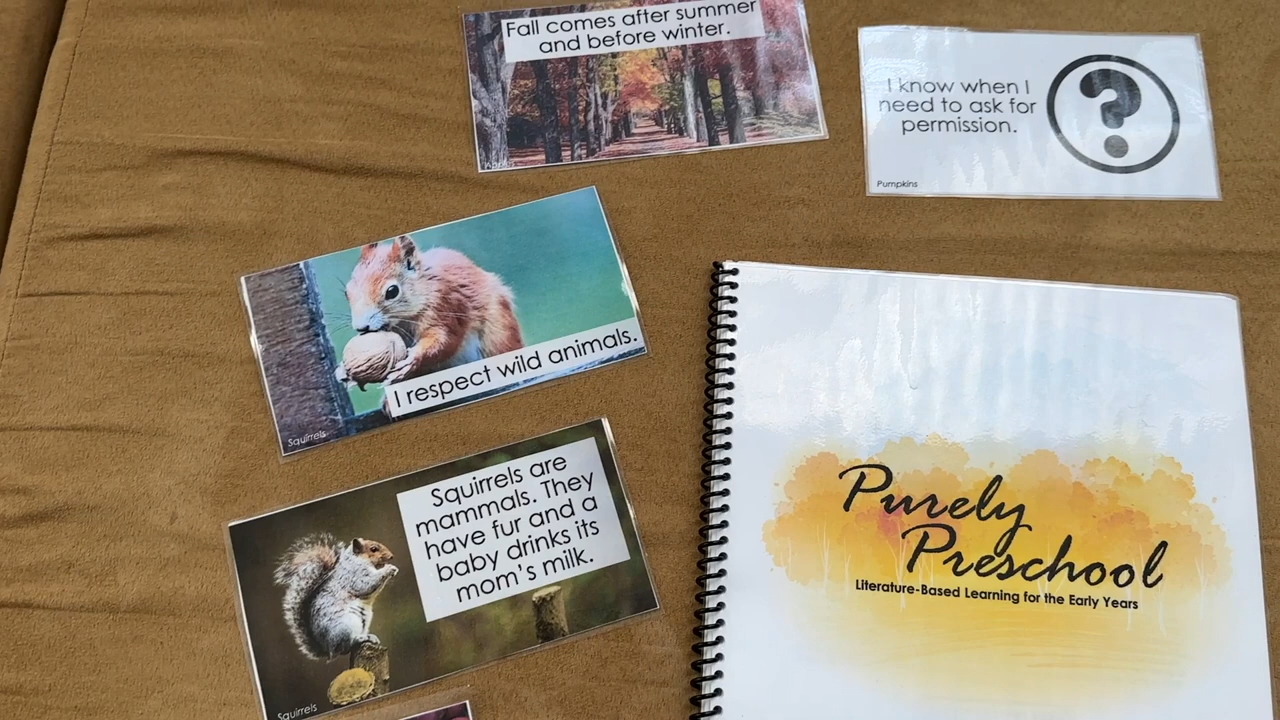 Fall comes after summer
and before winter.
Apples
I know when I
need to ask for
permission.
?
Pumpkins
I respect wild animals.
Squirrels
Squirrels are
mammals. They
have fur and a
baby drinks its
mom's milk.
Squirrels
Purely
Preschool
Literature-Based Learning for the Early Years